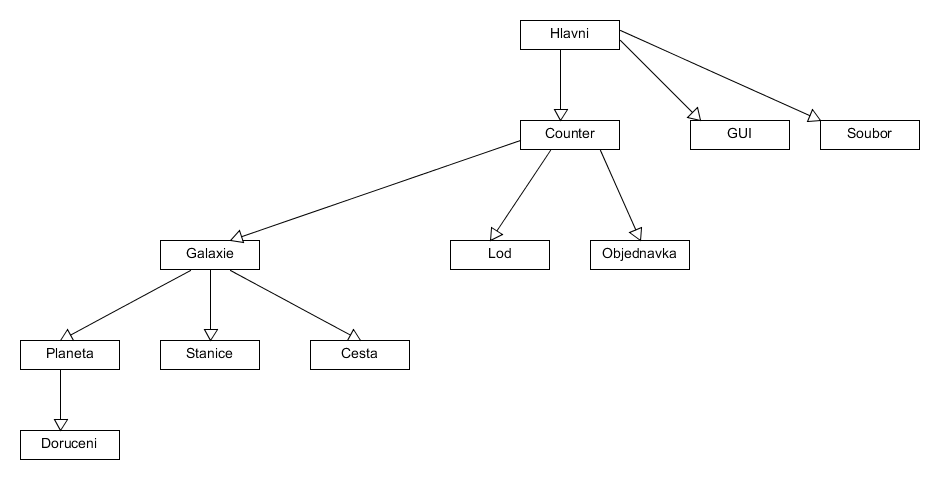 Hlavni
Counter
GUI
Soubor
Galaxie
Lod
Objednavka
Planeta
Stanice
Cesta
Doruceni